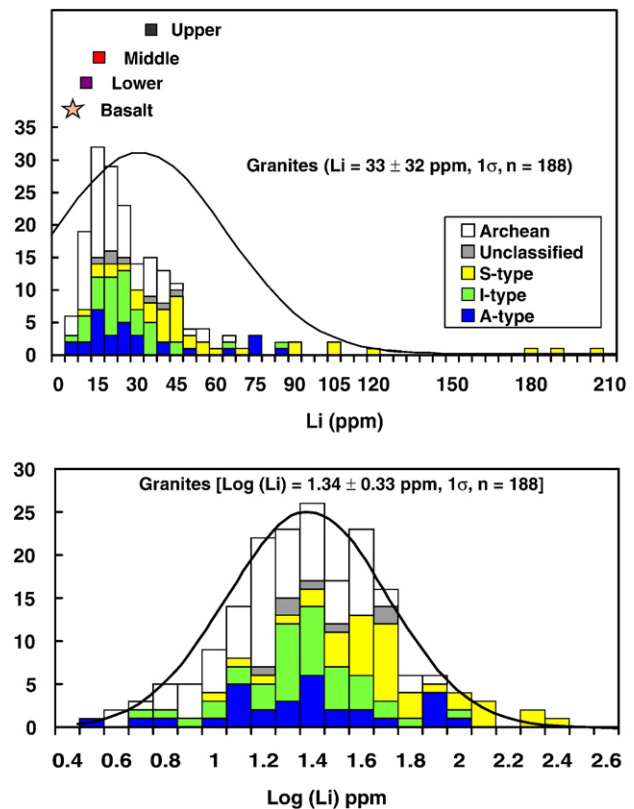 Upper
Middle
Lower
Basalt
35
30
25
20
15
10
5
0
Granites (Li = 33 ± 32 ppm, 1σ, n = 188)
Archean
Unclassified
S-type
I-type
A-type
0 15 30 45 60 75 90 105 120 150 180 210
Li (ppm)
30
25
20
15
10
5
0
Granites [Log (Li) = 1.34 ± 0.33 ppm, 1σ, n = 188]
0.4 0.6 0.8 1 1.2 1.4 1.6 1.8 2 2.2 2.4 2.6
Log (Li) ppm